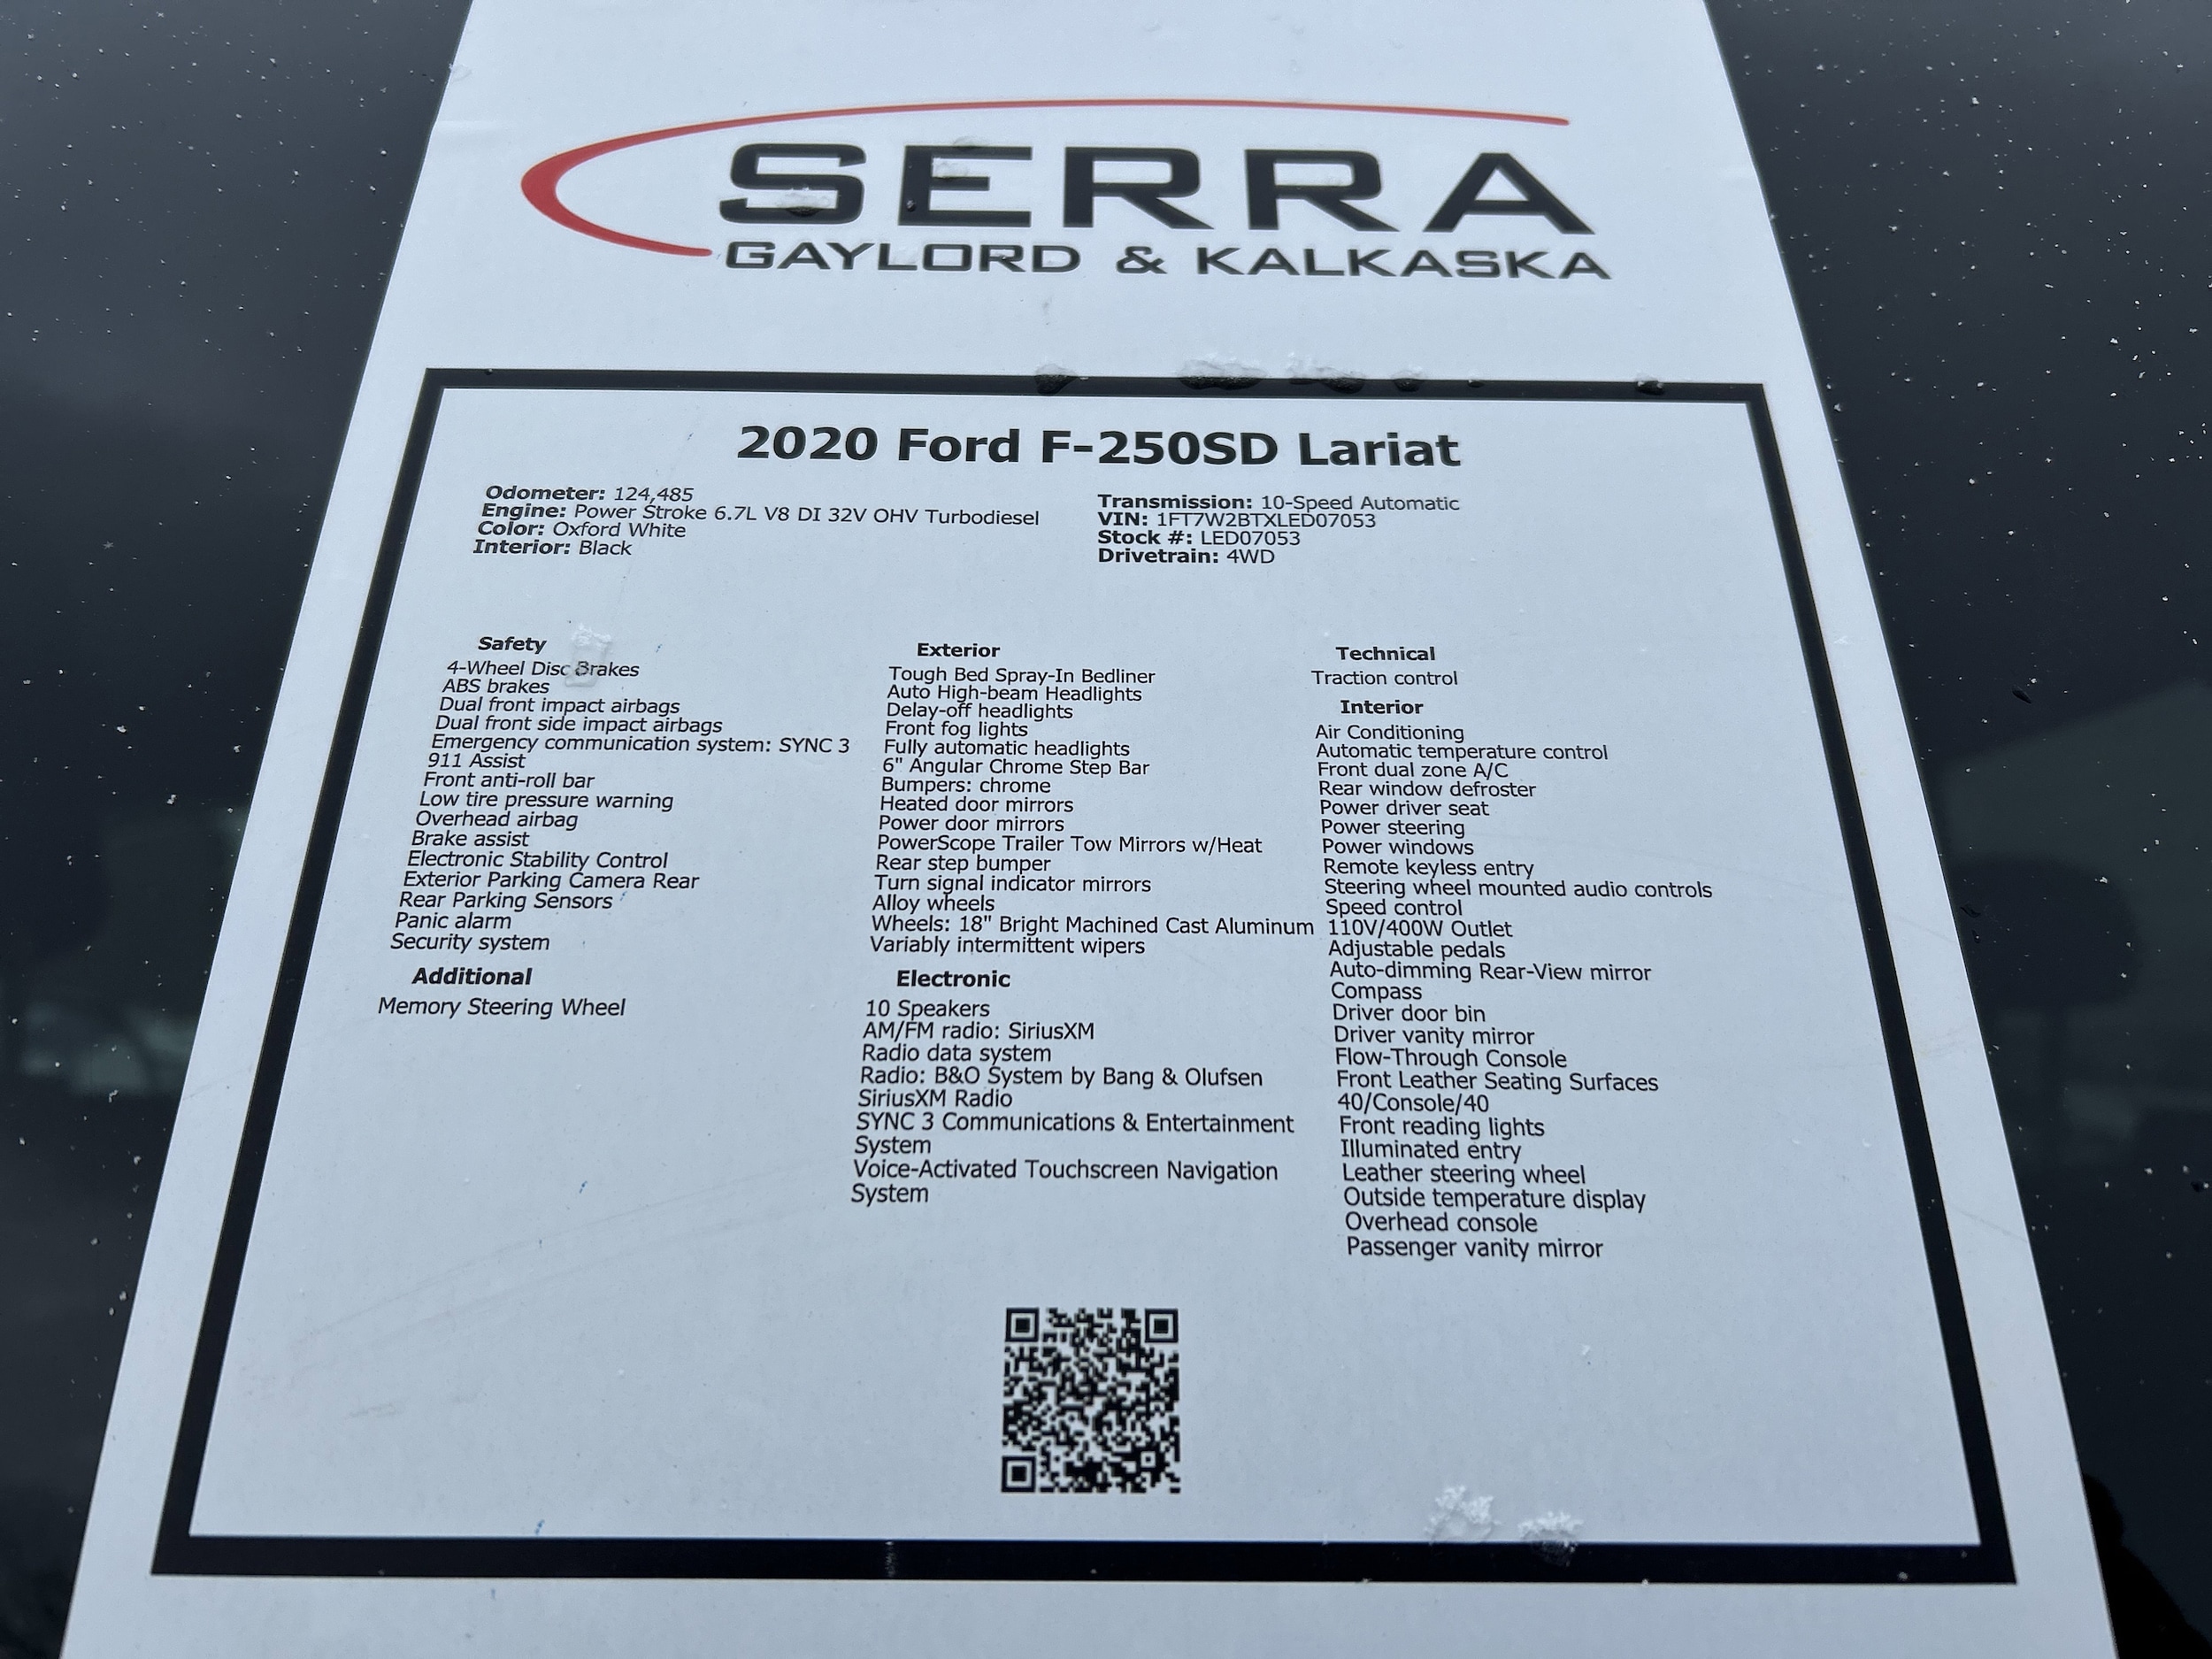 SERRA
GAYLORD & KALKASKA
2020 Ford F-250SD Lariat
Odometer: 124,485
Engine: Power Stroke 6.7L V8 DI 32V OHV Turbodiesel
Color: Oxford White
Interior: Black
Transmission: 10-Speed Automatic
VIN: 1FT7W2BTXLED07053
Stock #: LED07053
Drivetrain: 4WD
Safety
4-Wheel Disc Brakes
ABS brakes
Dual front impact airbags
Dual front side impact airbags
Emergency communication system: SYNC 3
911 Assist
Front anti-roll bar
Low tire pressure warning
Overhead airbag
Brake assist
Electronic Stability Control
Exterior Parking Camera Rear
Rear Parking Sensors
Panic alarm
Security system
Additional
Memory Steering Wheel
Exterior
Tough Bed Spray-In Bedliner
Auto High-beam Headlights
Delay-off headlights
Front fog lights
Fully automatic headlights
6" Angular Chrome Step Bar
Bumpers: chrome
Heated door mirrors
Power door mirrors
PowerScope Trailer Tow Mirrors w/Heat
Rear step bumper
Turn signal indicator mirrors
Alloy wheels
Wheels: 18" Bright Machined Cast Aluminum
Variably intermittent wipers
Electronic
10 Speakers
AM/FM radio: SiriusXM
Radio data system
Radio: B&O System by Bang & Olufsen
SiriusXM Radio
SYNC 3 Communications & Entertainment
System
Voice-Activated Touchscreen Navigation
System
Technical
Traction control
Interior
Air Conditioning
Automatic temperature control
Front dual zone A/C
Rear window defroster
Power driver seat
Power steering
Power windows
Remote keyless entry
Steering wheel mounted audio controls
Speed control
110V/400W Outlet
Adjustable pedals
Auto-dimming Rear-View mirror
Compass
Driver door bin
Driver vanity mirror
Flow-Through Console
Front Leather Seating Surfaces
40/Console/40
Front reading lights
Illuminated entry
Leather steering wheel
Outside temperature display
Overhead console
Passenger vanity mirror